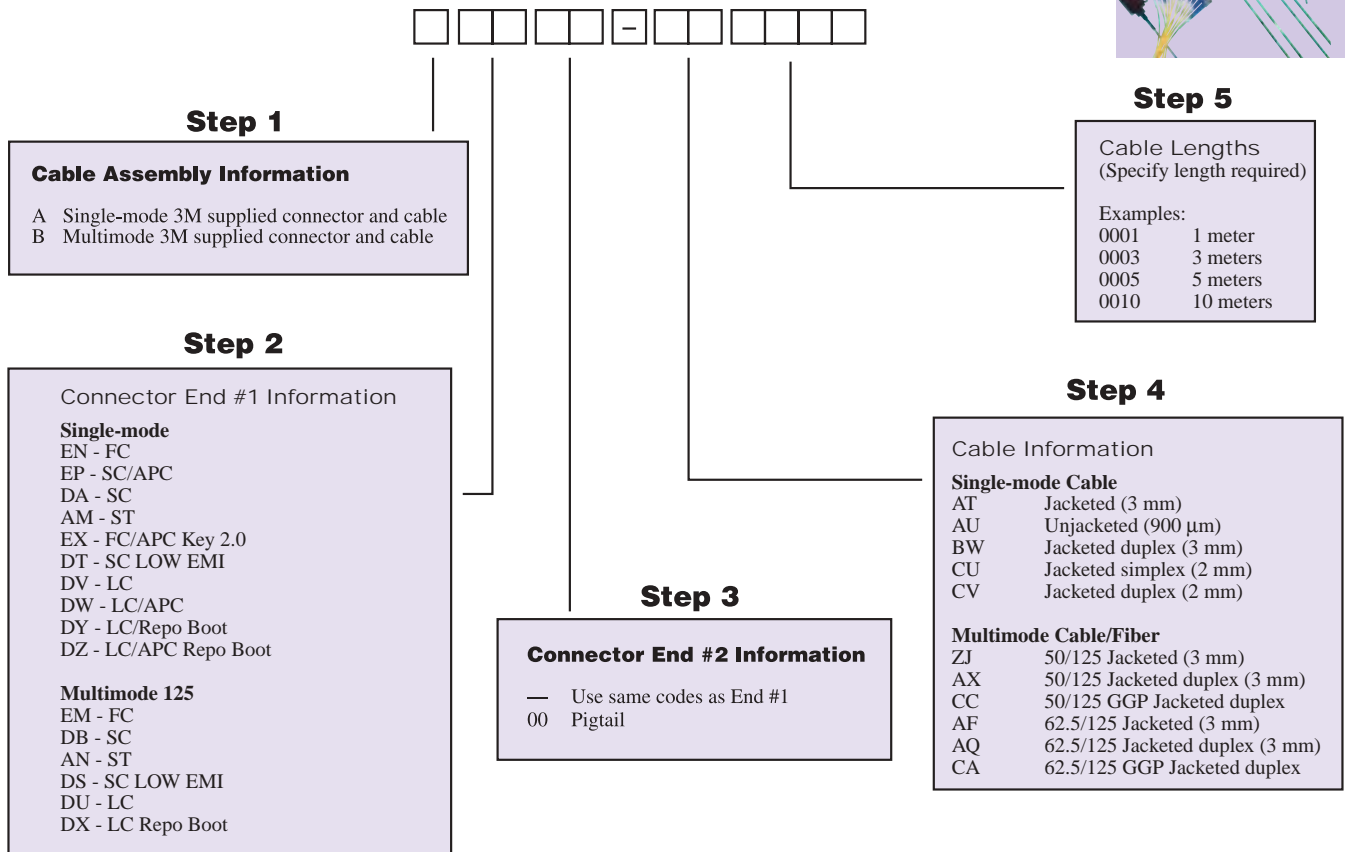 –
Step 1
Cable Assembly Information
A Single-mode 3M supplied connector and cable
B Multimode 3M supplied connector and cable
Step 2
Connector End #1 Information
Single-mode
EN - FC
EP - SC/APC
DA - SC
AM - ST
EX - FC/APC Key 2.0
DT - SC LOW EMI
DV - LC
DW - LC/APC
DY - LC/Repo Boot
DZ - LC/APC Repo Boot
Multimode 125
EM - FC
DB - SC
AN - ST
DS - SC LOW EMI
DU - LC
DX - LC Repo Boot
Step 3
Connector End #2 Information
— Use same codes as End #1
00 Pigtail
Step 4
Cable Information
Single-mode Cable
AT Jacketed (3 mm)
AU Unjacketed (900 µm)
BW Jacketed duplex (3 mm)
CU Jacketed simplex (2 mm)
CV Jacketed duplex (2 mm)
Multimode Cable/Fiber
ZJ 50/125 Jacketed (3 mm)
AX 50/125 Jacketed duplex (3 mm)
CC 50/125 GGP Jacketed duplex
AF 62.5/125 Jacketed (3 mm)
AQ 62.5/125 Jacketed duplex (3 mm)
CA 62.5/125 GGP Jacketed duplex
Step 5
Cable Lengths
(Specify length required)
Examples:
0001 1 meter
0003 3 meters
0005 5 meters
0010 10 meters